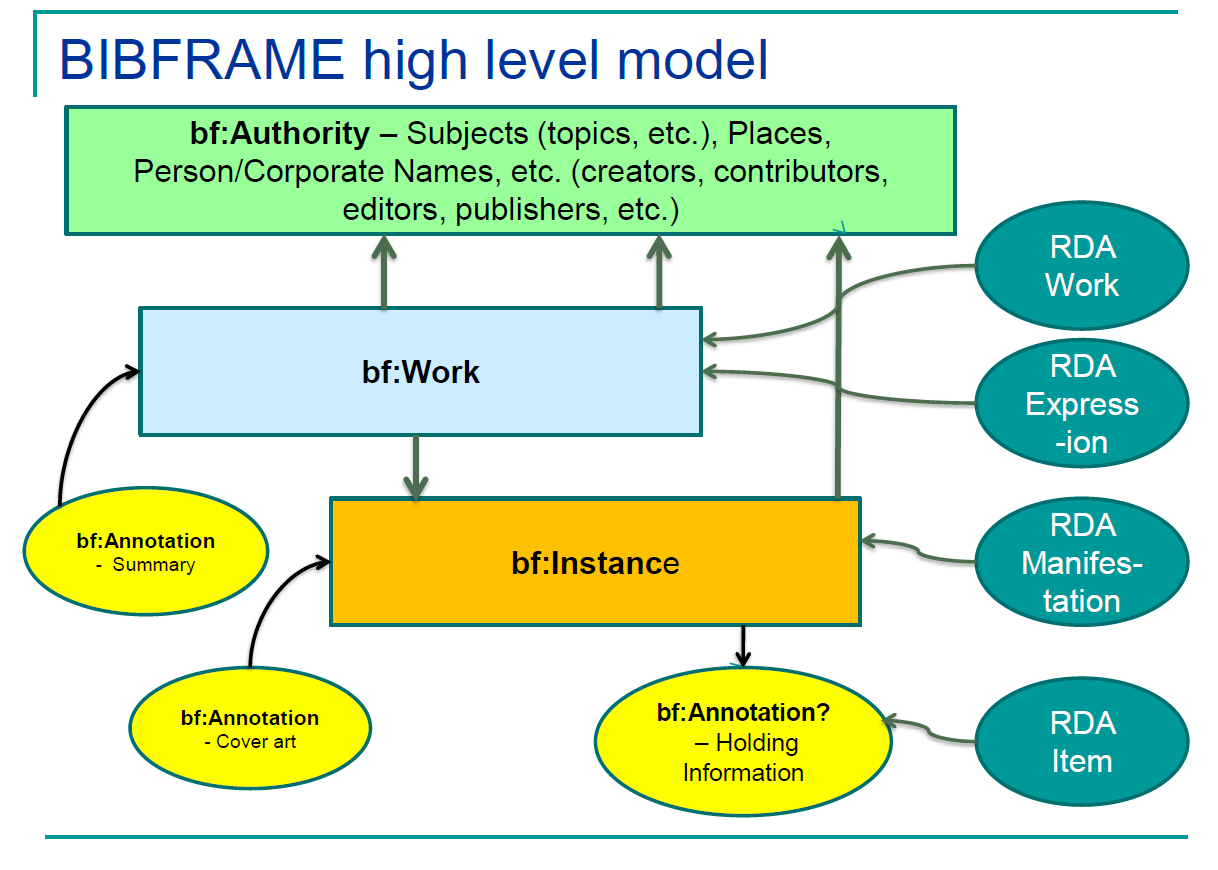 BIBFRAME high level model
bf:Authority – Subjects (topics, etc.), Places,
Person/Corporate Names, etc. (creators, contributors,
editors, publishers, etc.)
RDA
Work
bf:Work
RDA
Express
-ion
bf:Annotation
- Summary
bf:Instance
RDA
Manifes-
tation
bf:Annotation
- Cover art
bf:Annotation?
– Holding
Information
RDA
Item